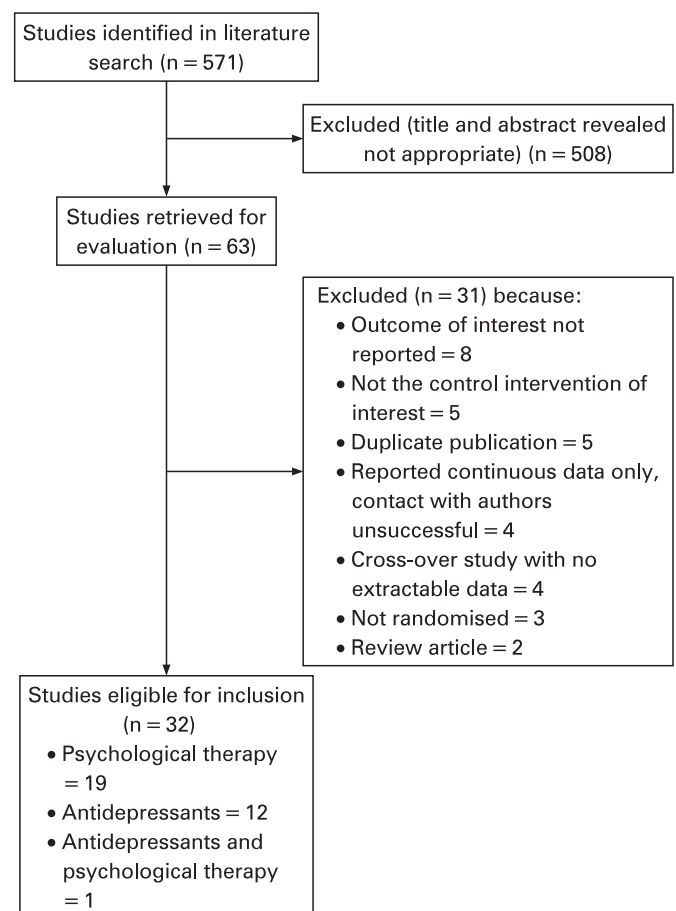 Studies identified in literature
search (n = 571)
Excluded (title and abstract revealed
not appropriate) (n = 508)
Studies retrieved for
evaluation (n = 63)
Excluded (n = 31) because:
• Outcome of interest not
reported = 8
• Not the control intervention of
interest = 5
• Duplicate publication = 5
• Reported continuous data only,
contact with authors
unsuccessful = 4
• Cross-over study with no
extractable data = 4
• Not randomised = 3
• Review article = 2
Studies eligible for inclusion
(n = 32)
• Psychological therapy
= 19
• Antidepressants = 12
• Antidepressants and
psychological therapy
= 1